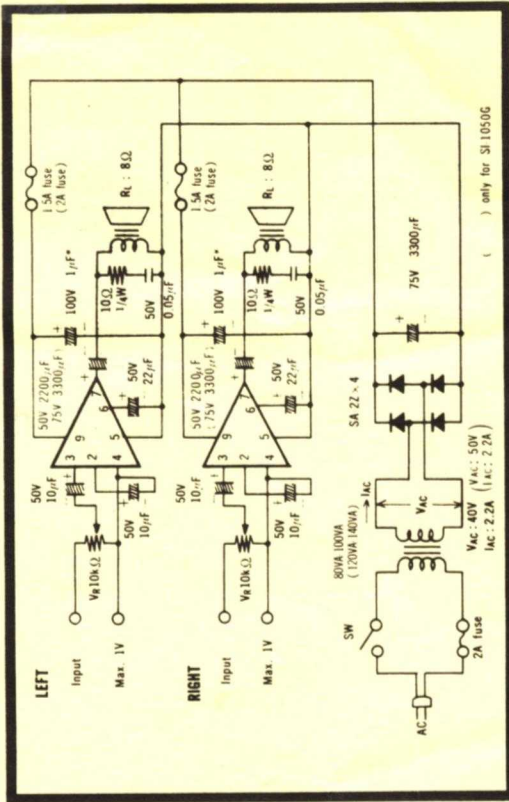 LEFT
Input
Max. 1V
VR10kΩ
50V
10μF
3
2
4
9
7
6
5
50V
10μF
50V 2200μF
75V 3300μF
50V
22μF
100V 1μF*
10Ω
1/4W
50V
0.05μF
RL : 8Ω
1.5A fuse
(2A fuse)
RIGHT
Input
Max. 1V
VR10kΩ
50V
10μF
3
2
4
9
7
6
5
50V
10μF
50V 2200μF
(75V 3300μF)
50V
22μF
100V 1μF*
10Ω
1/4W
50V
0.05μF
RL : 8Ω
1.5A fuse
(2A fuse)
AC
SW
2A fuse
80VA-100VA
(120VA-140VA)
IAC
VAC
VAC : 40V (VAC : 50V)
IAC : 2.2A (IAC : 2.2A)
SA 2Z × 4
75V 3300μF
( ) only for SI 1050G